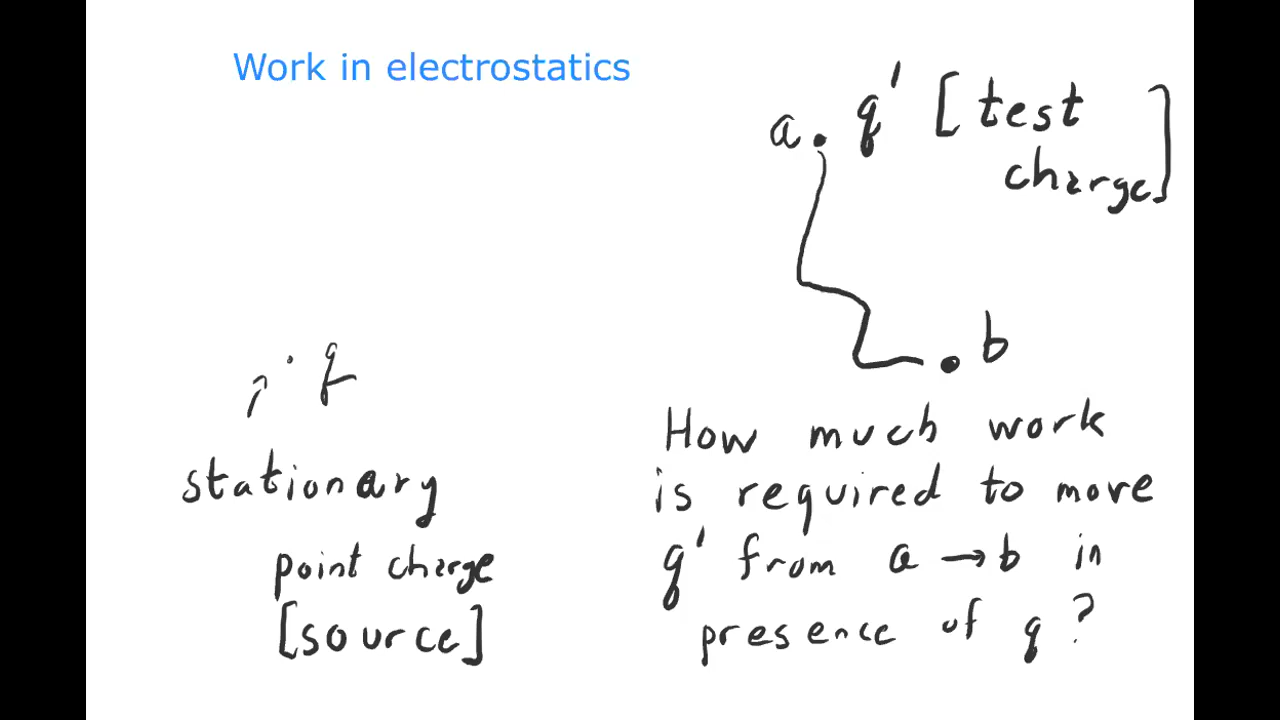 Work in electrostatics
a . q' [test
charge]
. b
. q
stationary
point charge
[source]
How much work
is required to move
q' from a → b in
presence of q?